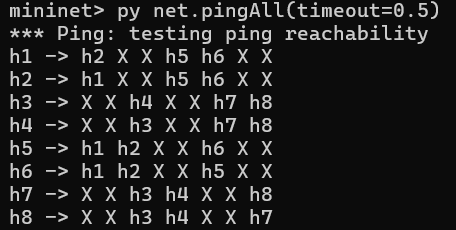 mininet> py net.pingAll(timeout=0.5)
*** Ping: testing ping reachability
h1 -> h2 X X h5 h6 X X
h2 -> h1 X X h5 h6 X X
h3 -> X X h4 X X h7 h8
h4 -> X X h3 X X h7 h8
h5 -> h1 h2 X X h6 X X
h6 -> h1 h2 X X h5 X X
h7 -> X X h3 h4 X X h8
h8 -> X X h3 h4 X X h7